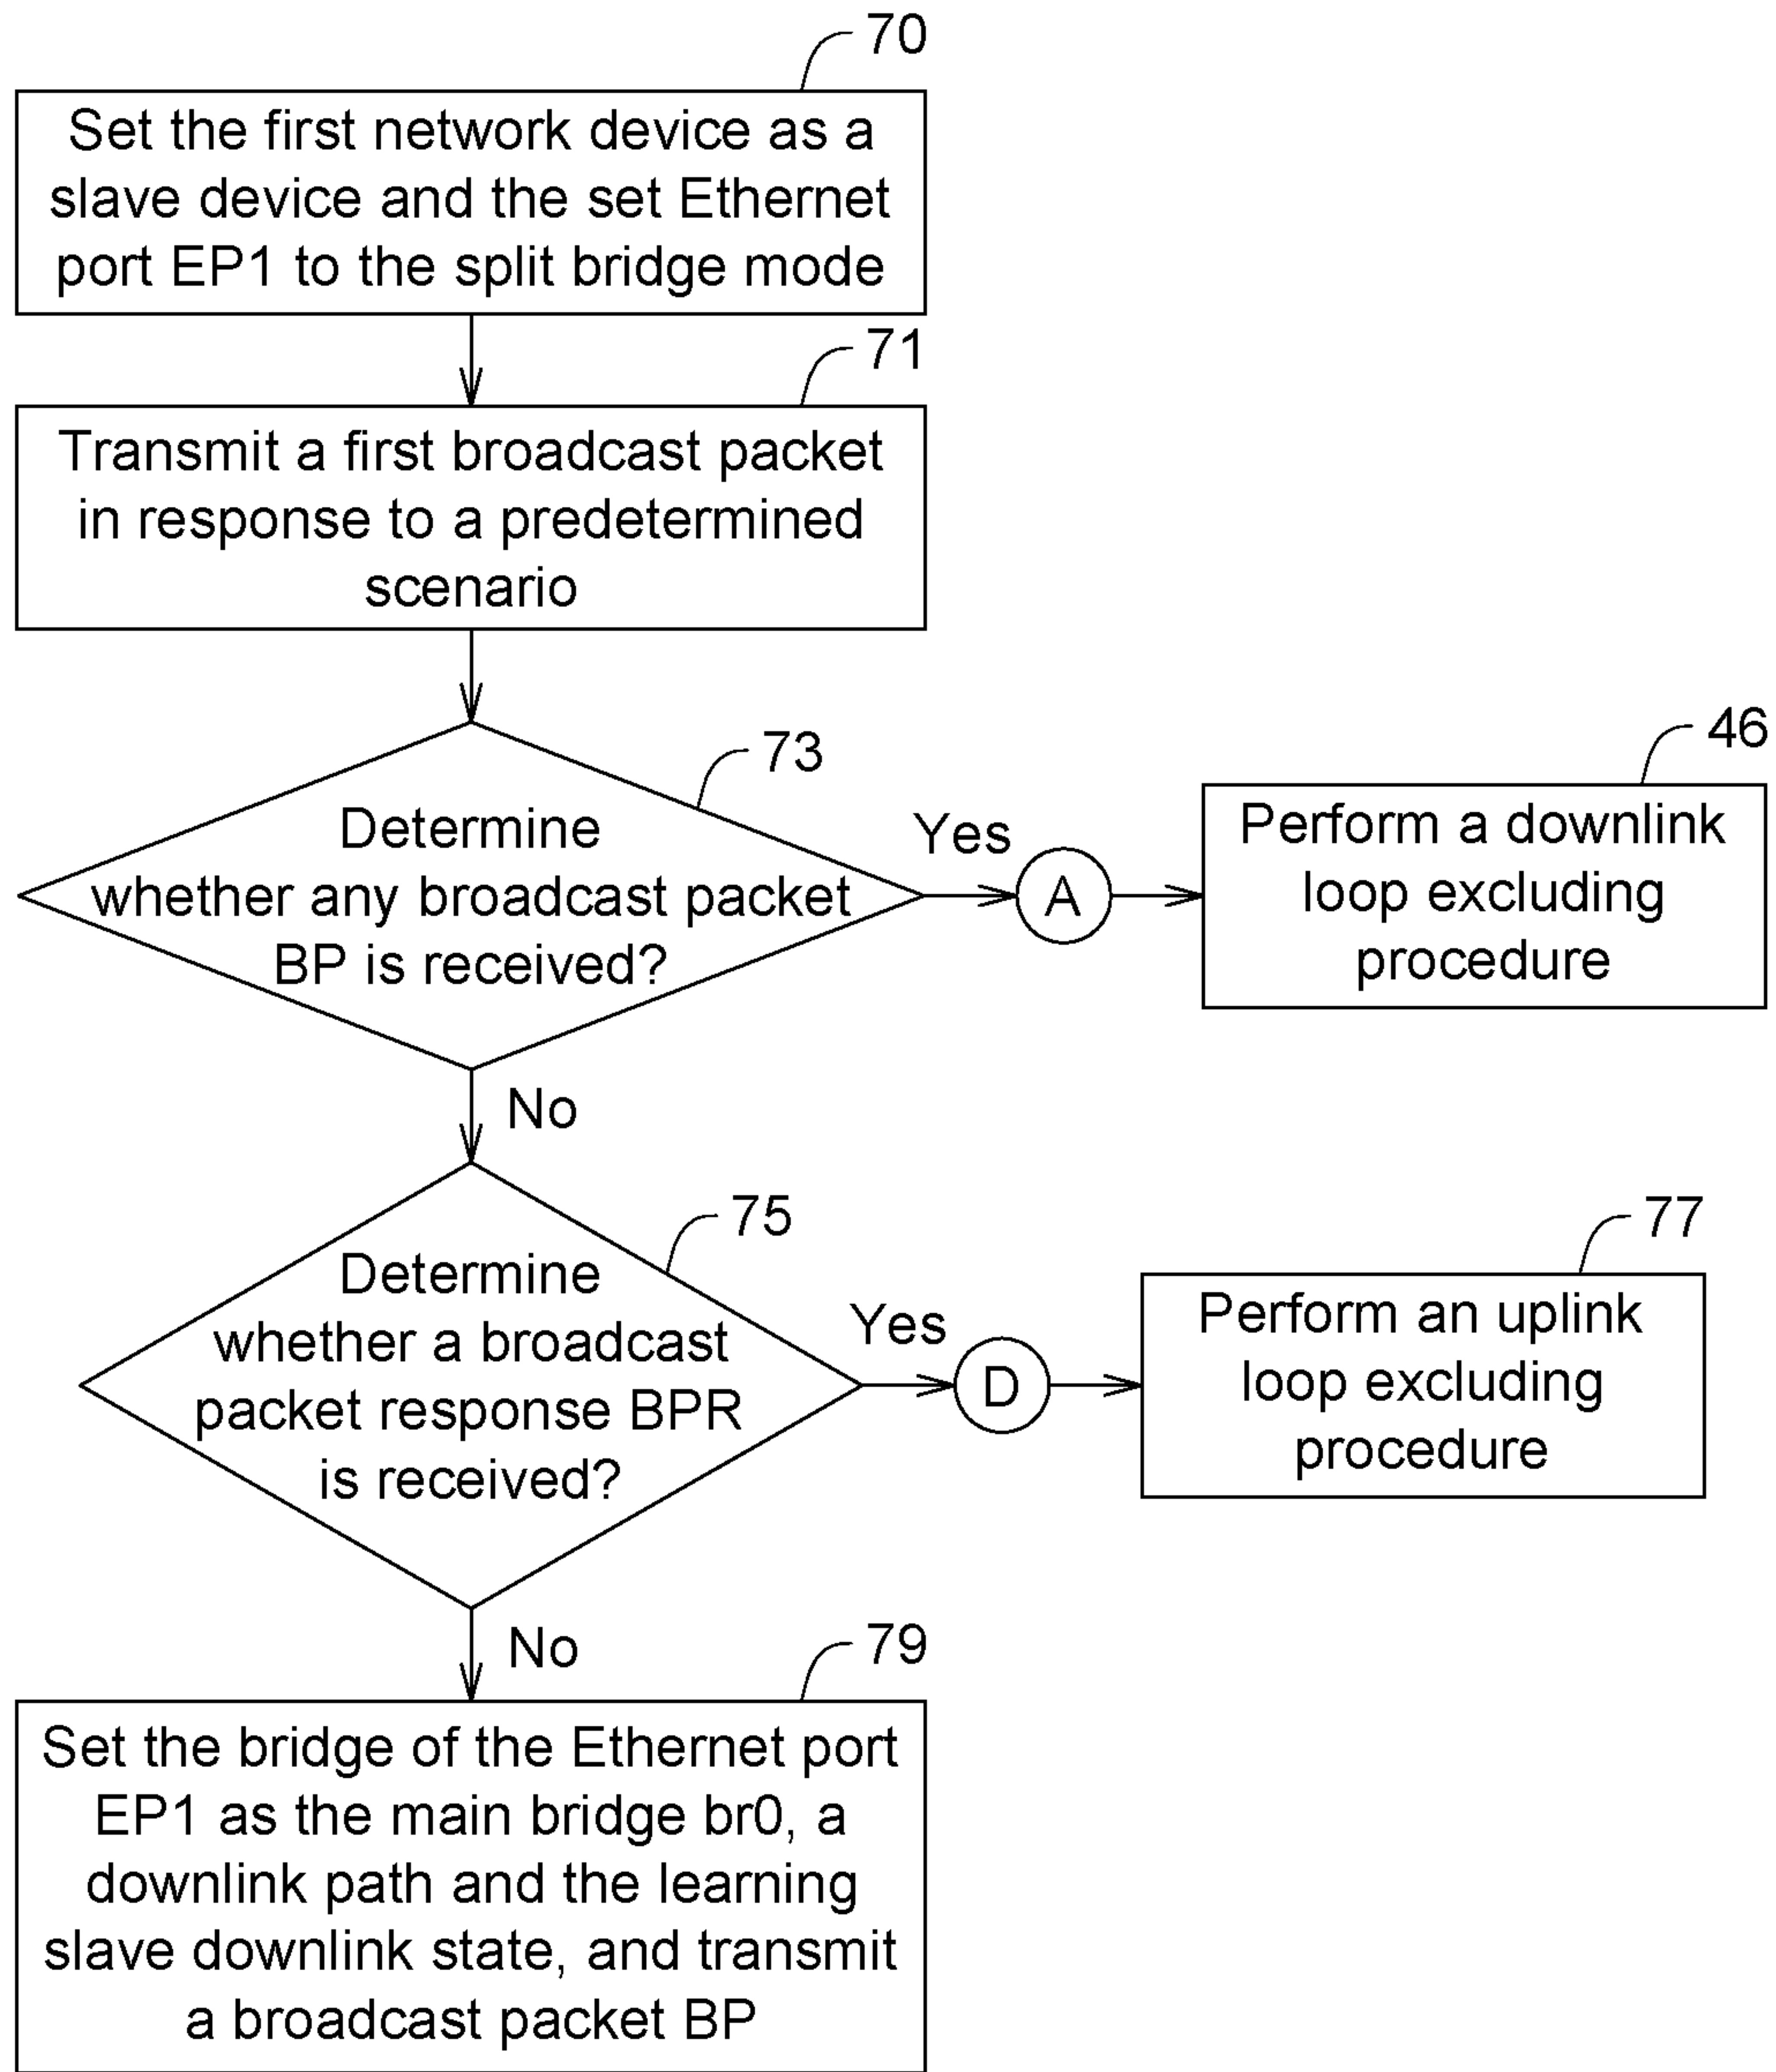 70
Set the first network device as a
slave device and the set Ethernet
port EP1 to the split bridge mode
71
Transmit a first broadcast packet
in response to a predetermined
scenario
73
Determine
whether any broadcast packet
BP is received?
Yes
A
46
Perform a downlink
loop excluding
procedure
No
75
Determine
whether a broadcast
packet response BPR
is received?
Yes
D
77
Perform an uplink
loop excluding
procedure
No
79
Set the bridge of the Ethernet port
EP1 as the main bridge br0, a
downlink path and the learning
slave downlink state, and transmit
a broadcast packet BP